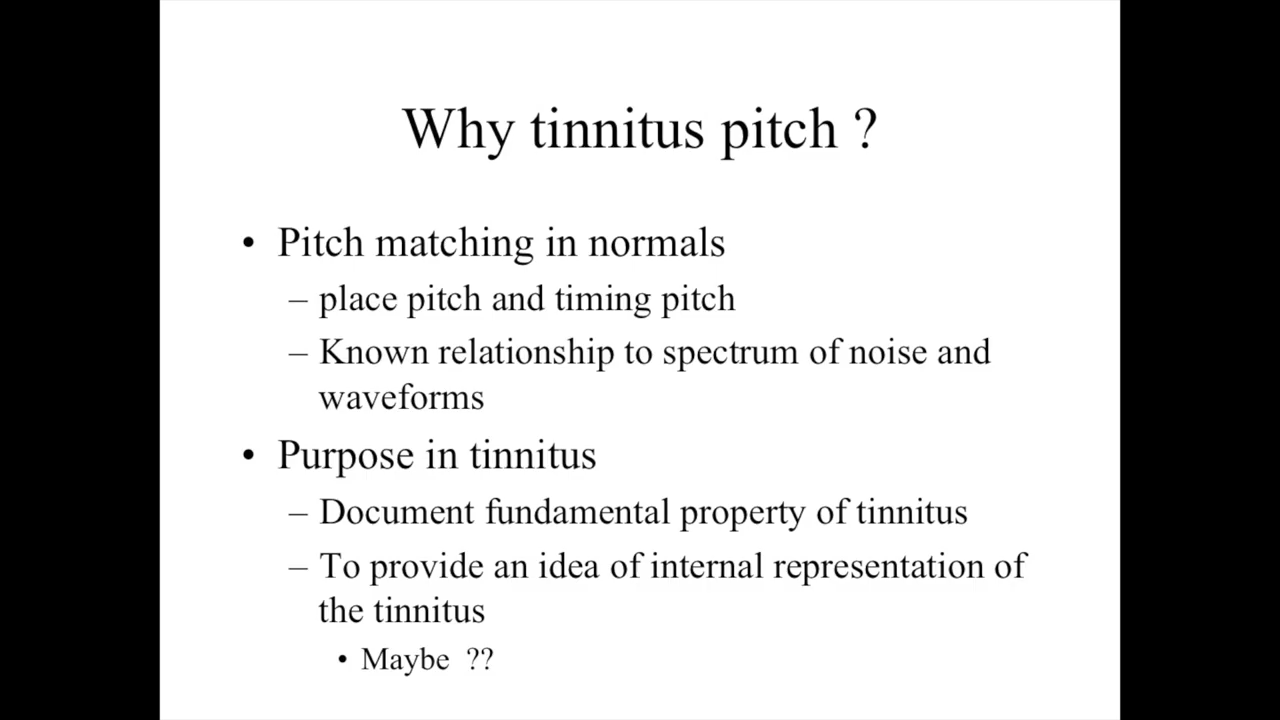 Why tinnitus pitch ?
• Pitch matching in normals
– place pitch and timing pitch
– Known relationship to spectrum of noise and
waveforms
• Purpose in tinnitus
– Document fundamental property of tinnitus
– To provide an idea of internal representation of
the tinnitus
• Maybe ??